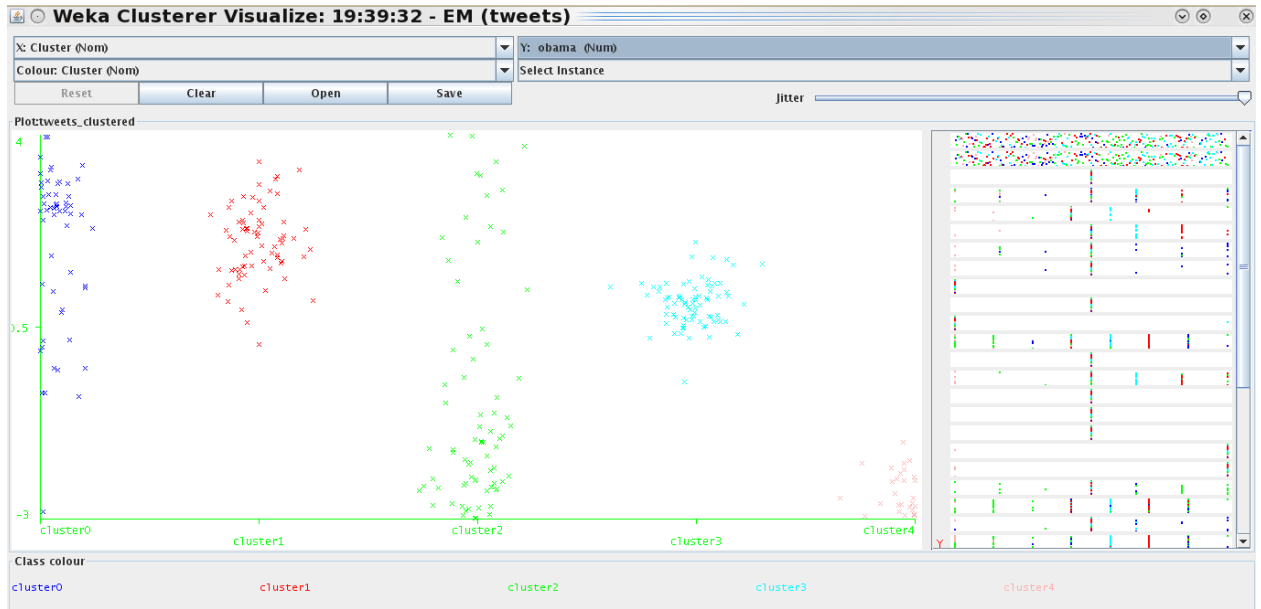 Weka Clusterer Visualize: 19:39:32 - EM (tweets)
X: Cluster (Nom)
Y: obama (Num)
Colour: Cluster (Nom)
Select Instance
Reset
Clear
Open
Save
Jitter
Plot:tweets_clustered
4
0.5
-3
cluster0
cluster1
cluster2
cluster3
cluster4
Y
Class colour
cluster0
cluster1
cluster2
cluster3
cluster4